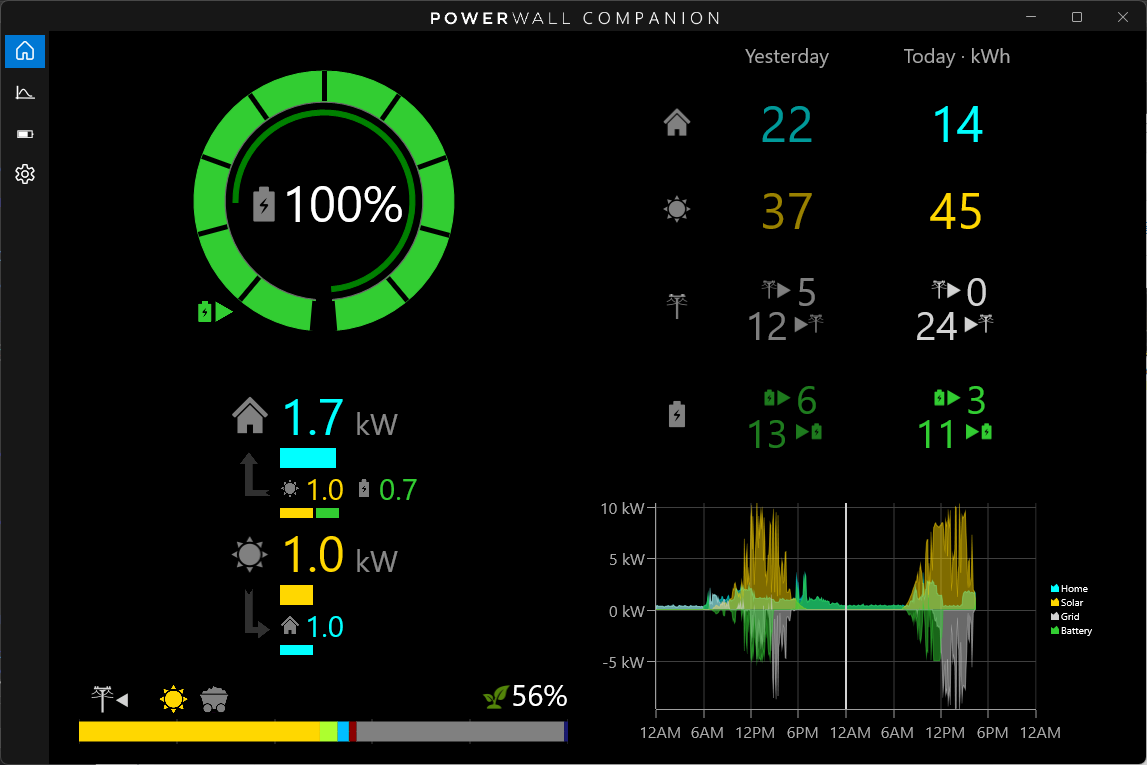 POWERWALL COMPANION
Yesterday Today · kWh
22 14
37 45
5 0
12 24
6 3
13 11
100%
1.7 kW
1.0 0.7
1.0 kW
1.0
56%
10 kW
5 kW
0 kW
-5 kW
12AM 6AM 12PM 6PM 12AM 6AM 12PM 6PM 12AM
Home
Solar
Grid
Battery